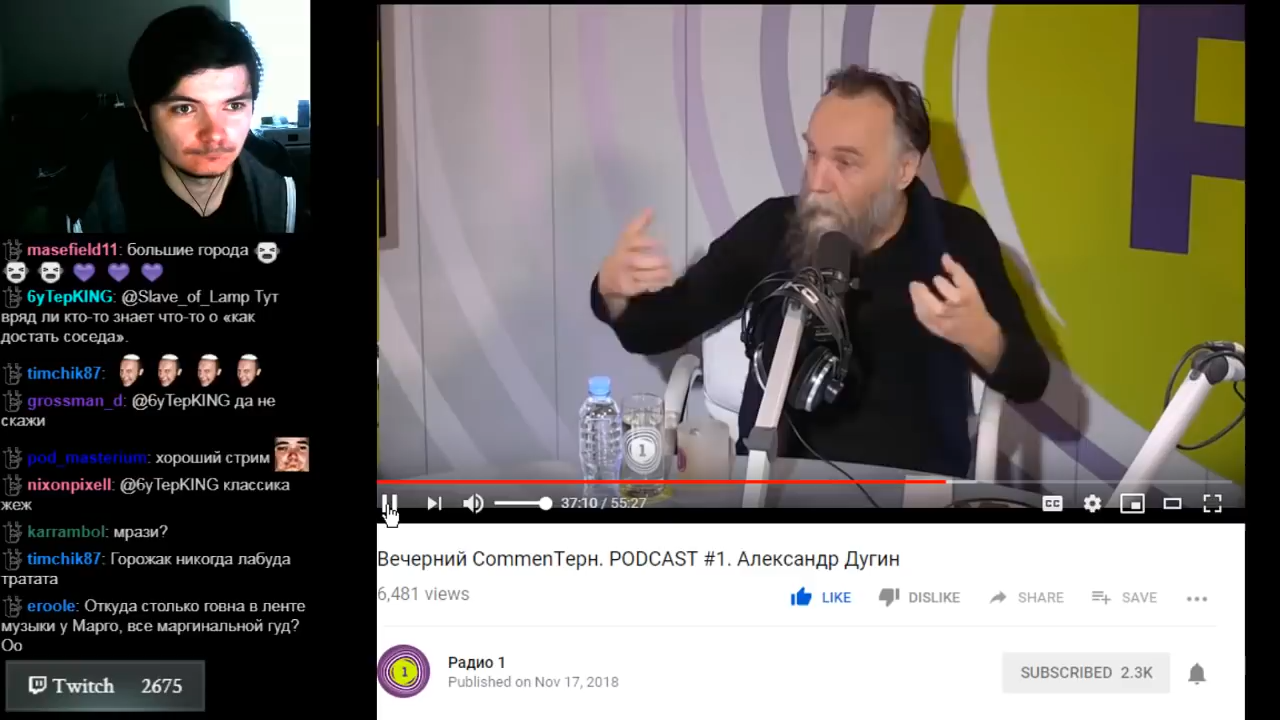 masefield11: большие города
6yTepKING: @Slave_of_Lamp Тут
вряд ли кто-то знает что-то о «как
достать соседа».
timchik87:
grossman_d: @6yTepKING да не
скажи
pod_masterium: хороший стрим
nixonpixell: @6yTepKING классика
жеж
karrambol: мрази?
timchik87: Горожак никогда лабуда
тратата
eroole: Откуда столько говна в ленте
музыки у Марго, все маргинальной гуд?
Оо
Twitch 2675
1
37:10 / 55:27
CC
Вечерний CommenТерн. PODCAST #1. Александр Дугин
6,481 views
LIKE DISLIKE SHARE SAVE
1
Радио 1
Published on Nov 17, 2018
SUBSCRIBED 2.3K